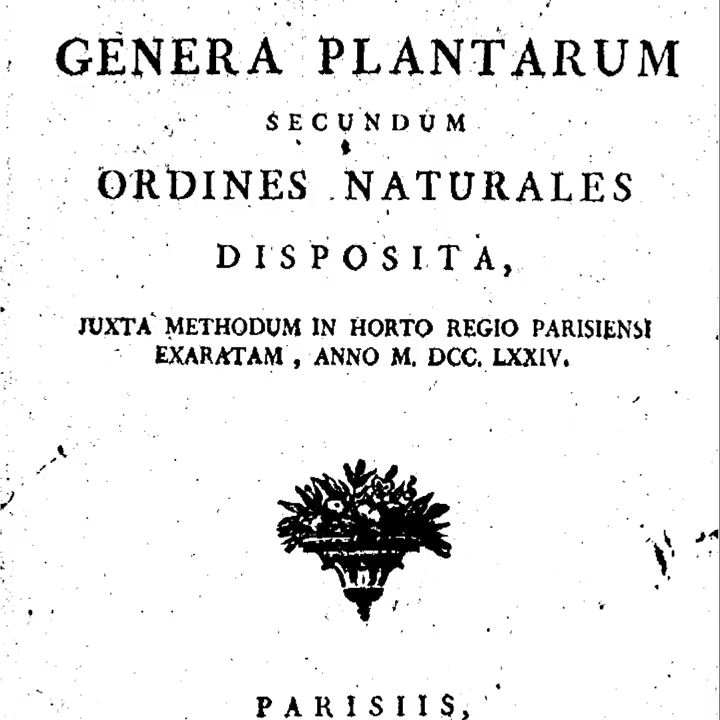 GENERA PLANTARUM
SECUNDUM
ORDINES NATURALES
DISPOSITA,
JUXTA METHODUM IN HORTO REGIO PARISIENSI
EXARATAM, ANNO M. DCC. LXXIV.
PARISIIS,